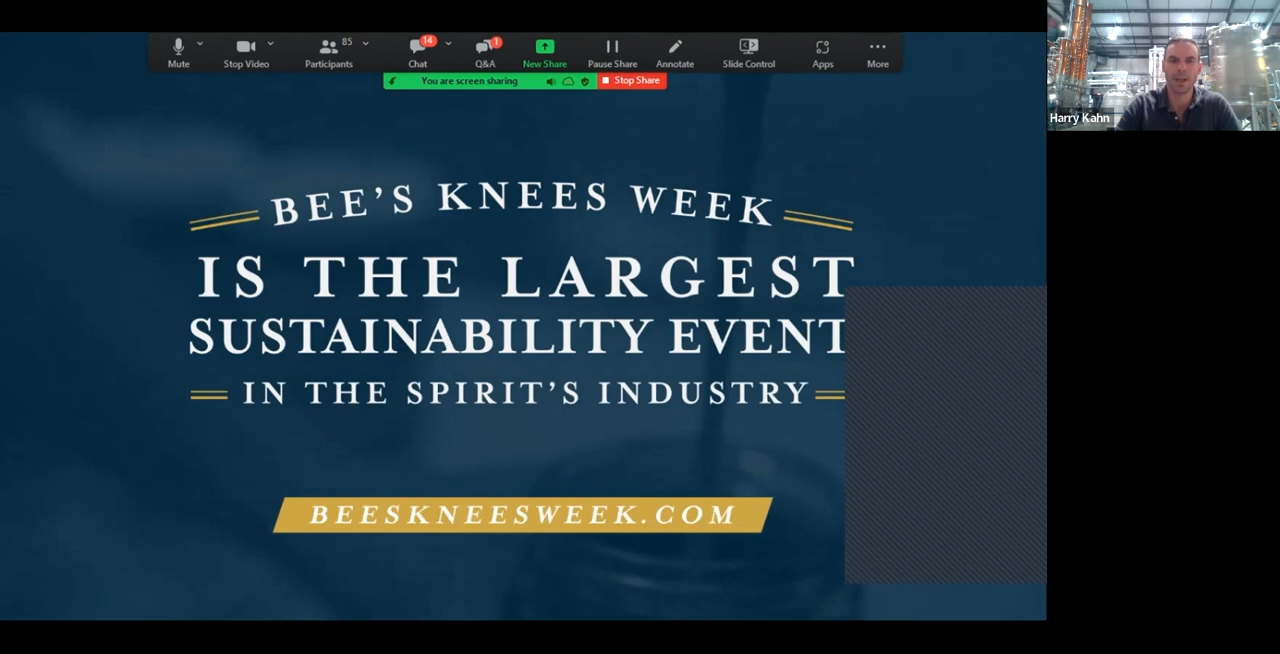 85
14
1
Mute
Stop Video
Participants
Chat
Q&A
New Share
Pause Share
Annotate
Slide Control
Apps
More
You are screen sharing
Stop Share
Harry Kahn
BEE'S KNEES WEEK
IS THE LARGEST
SUSTAINABILITY EVENT
IN THE SPIRIT'S INDUSTRY
BEESKNEESWEEK.COM